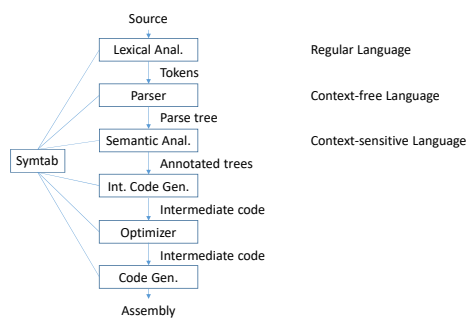 Source
Lexical Anal. Regular Language
Tokens
Parser Context-free Language
Parse tree
Semantic Anal. Context-sensitive Language
Symtab
Annotated trees
Int. Code Gen.
Intermediate code
Optimizer
Intermediate code
Code Gen.
Assembly